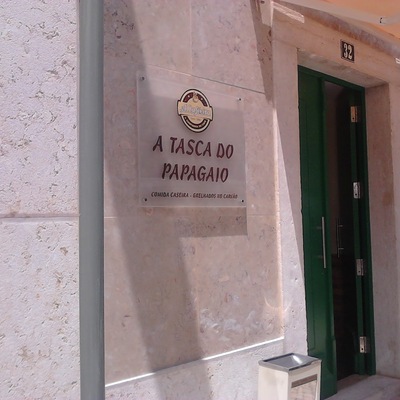 32
A TASCA DO
PAPAGAIO
COMIDA CASEIRA - GRELHADOS NO CARVÃO